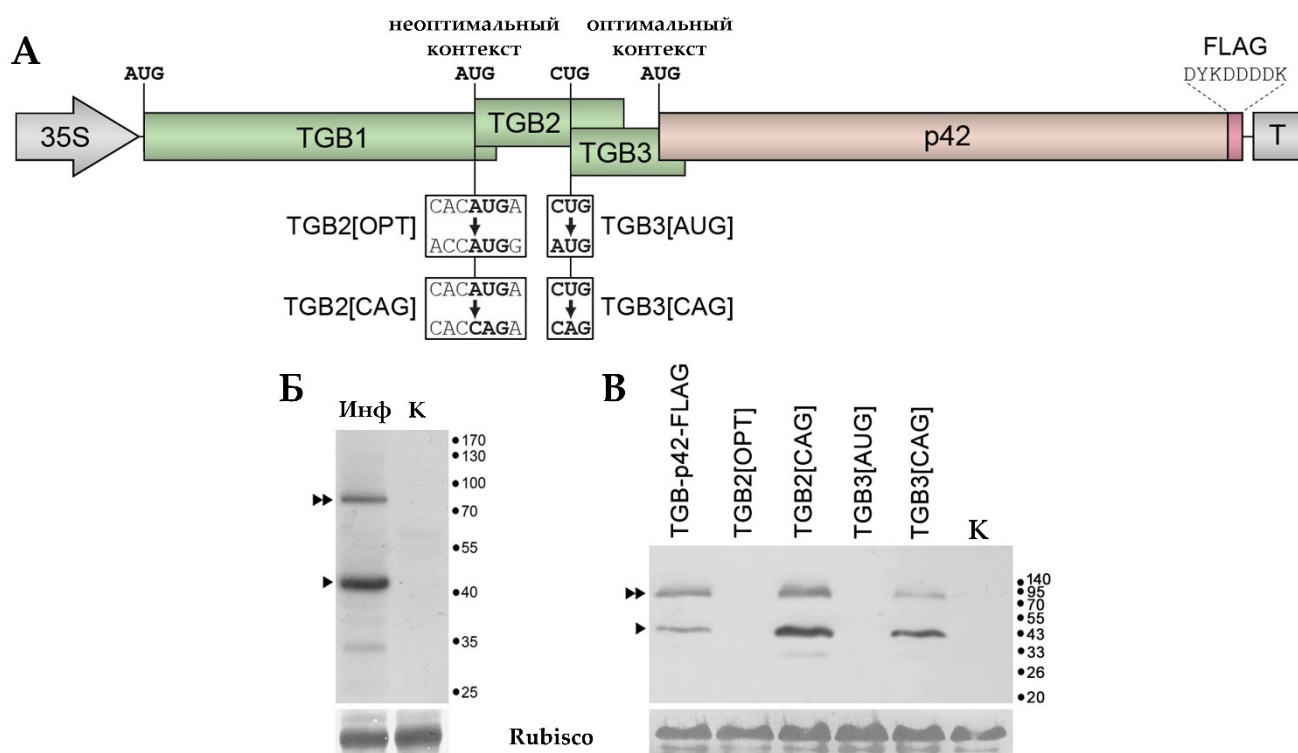 А
неоптимальный
контекст
оптимальный
контекст
AUG
AUG
CUG
AUG
FLAG
DYKDDDDK
35S
TGB1
TGB2
TGB3
p42
T
TGB2[OPT]
CACAUGA
ACCAUGG
CUG
AUG
TGB3[AUG]
TGB2[CAG]
CACAUGA
CACCAGA
CUG
CAG
TGB3[CAG]
Б
Инф К
170
130
100
70
55
40
35
25
Rubisco
В
TGB-p42-FLAG
TGB2[OPT]
TGB2[CAG]
TGB3[AUG]
TGB3[CAG]
К
140
95
70
55
43
33
26
20